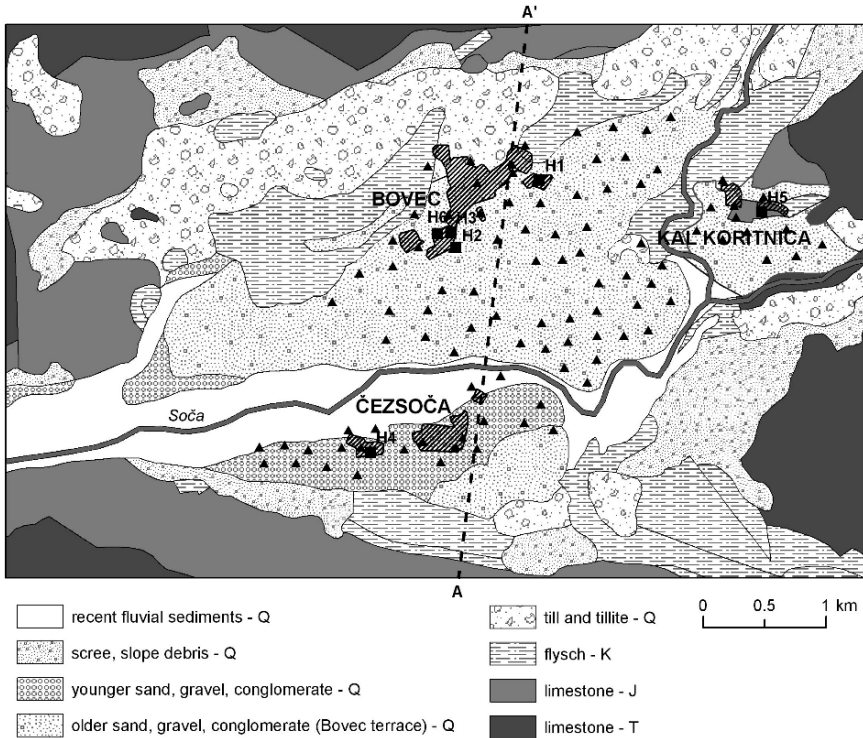 A'
H1
BOVEC
H6 H3
H2
H5
KAL KORITNICA
Soča
ČEZSOČA
H4
A
recent fluvial sediments - Q
scree, slope debris - Q
younger sand, gravel, conglomerate - Q
older sand, gravel, conglomerate (Bovec terrace) - Q
till and tillite - Q
flysch - K
limestone - J
limestone - T
0 0.5 1 km